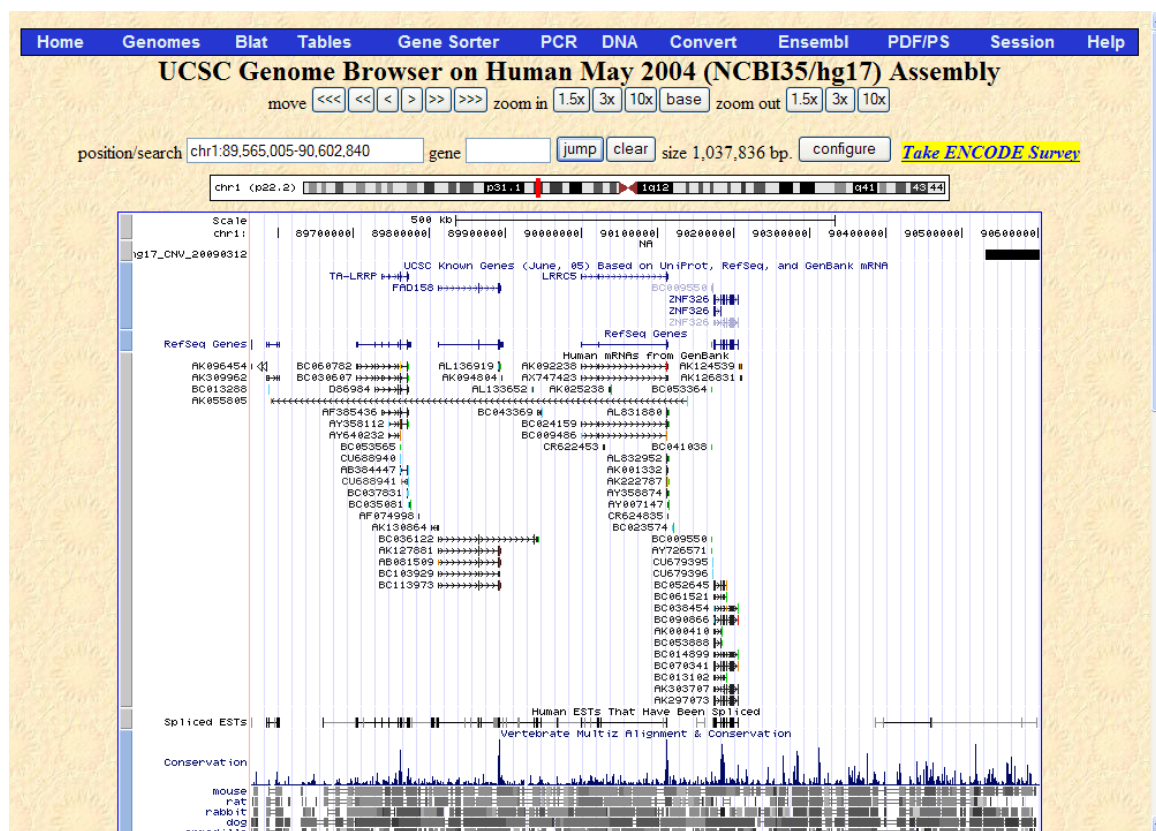 Home Genomes Blat Tables Gene Sorter PCR DNA Convert Ensembl PDF/PS Session Help
UCSC Genome Browser on Human May 2004 (NCBI35/hg17) Assembly
move <<< << < > >> >>> zoom in 1.5x 3x 10x base zoom out 1.5x 3x 10x
position/search chr1:89,565,005-90,602,840 gene jump clear size 1,037,836 bp. configure Take ENCODE Survey
chr1 (p22.2) p31.1 1q12 q41 43 44
Scale 500 kb
chr1: | 89700000| 89800000| 89900000| 90000000| 90100000| 90200000| 90300000| 90400000| 90500000| 90600000|
NA
hg17_CNV_20090312
UCSC Known Genes (June, 05) Based on UniProt, RefSeq, and GenBank mRNA
TA-LRRP LRRC5
FAD158 BC009550
ZNF326
ZNF326
ZNF326
RefSeq Genes
RefSeq Genes
Human mRNAs from GenBank
AK096454 BC060782 AL136919 AK092238 AK124539
AK309962 BC030607 AK094804 AX747423 AK126831
BC013288 D86984 AL133652 AK025238 BC053364
AK055805
AF385436 BC043369 AL831880
AY358112 BC024159
AY640232 BC009486
BC053565 CR622453 BC041038
CU688940 AL832952
AB384447 AK001332
CU688941 AK222787
BC037831 AY358874
BC035081 AY007147
AF074998 CR624835
AK130864 BC023574
BC036122 BC009550
AK127881 AY726571
AB081509 CU679395
BC103929 CU679396
BC113973 BC052645
BC061521
BC038454
BC090866
AK000410
BC053888
BC014899
BC070341
BC013102
AK303707
AK297073
Human ESTs That Have Been Spliced
Spliced ESTs
Vertebrate Multiz Alignment & Conservation
Conservation
mouse
rat
rabbit
dog